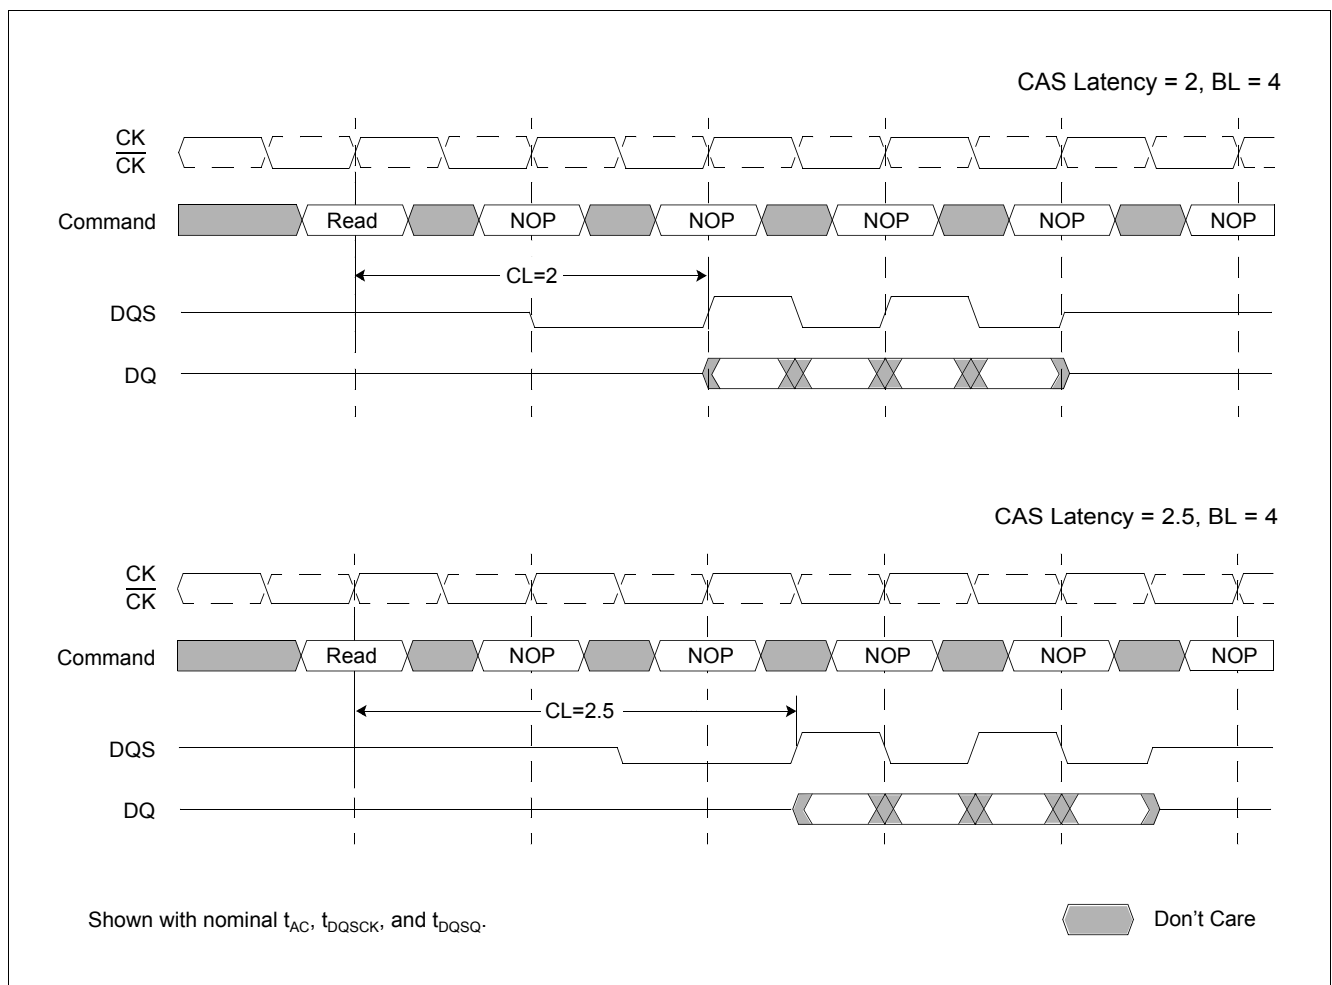 CAS Latency = 2, BL = 4
CK
CK
Command Read NOP NOP NOP NOP NOP
CL=2
DQS
DQ
CAS Latency = 2.5, BL = 4
CK
CK
Command Read NOP NOP NOP NOP NOP
CL=2.5
DQS
DQ
Shown with nominal tAC, tDQSCK, and tDQSQ.
Don't Care